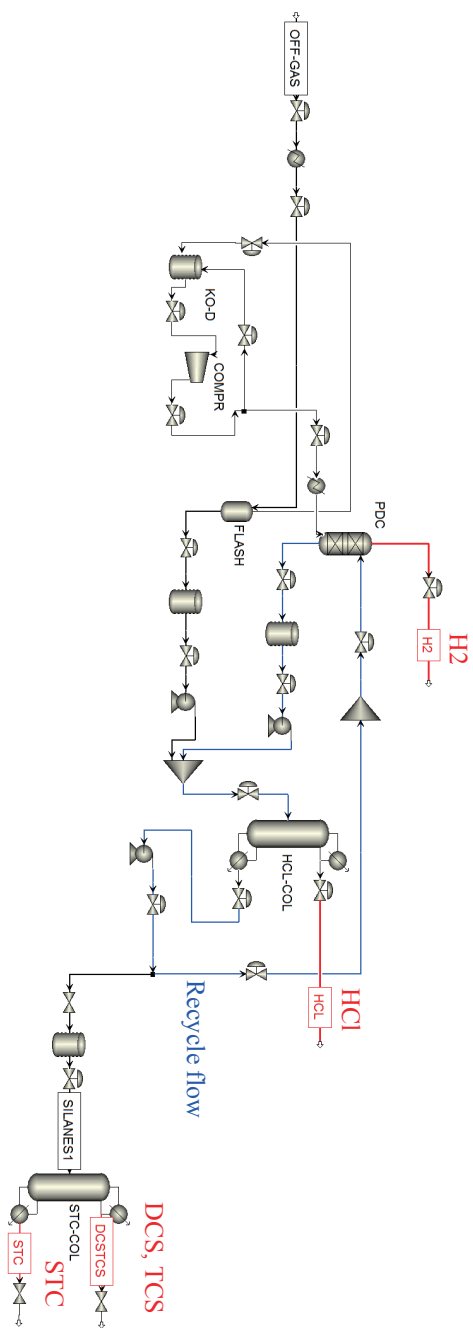 OFF-GAS
KO-D
COMPR
FLASH
PDC
H2
H2
HCL-COL
HCL
HCl
Recycle flow
SILANES1
STC-COL
DCSTCS
DCS, TCS
STC
STC